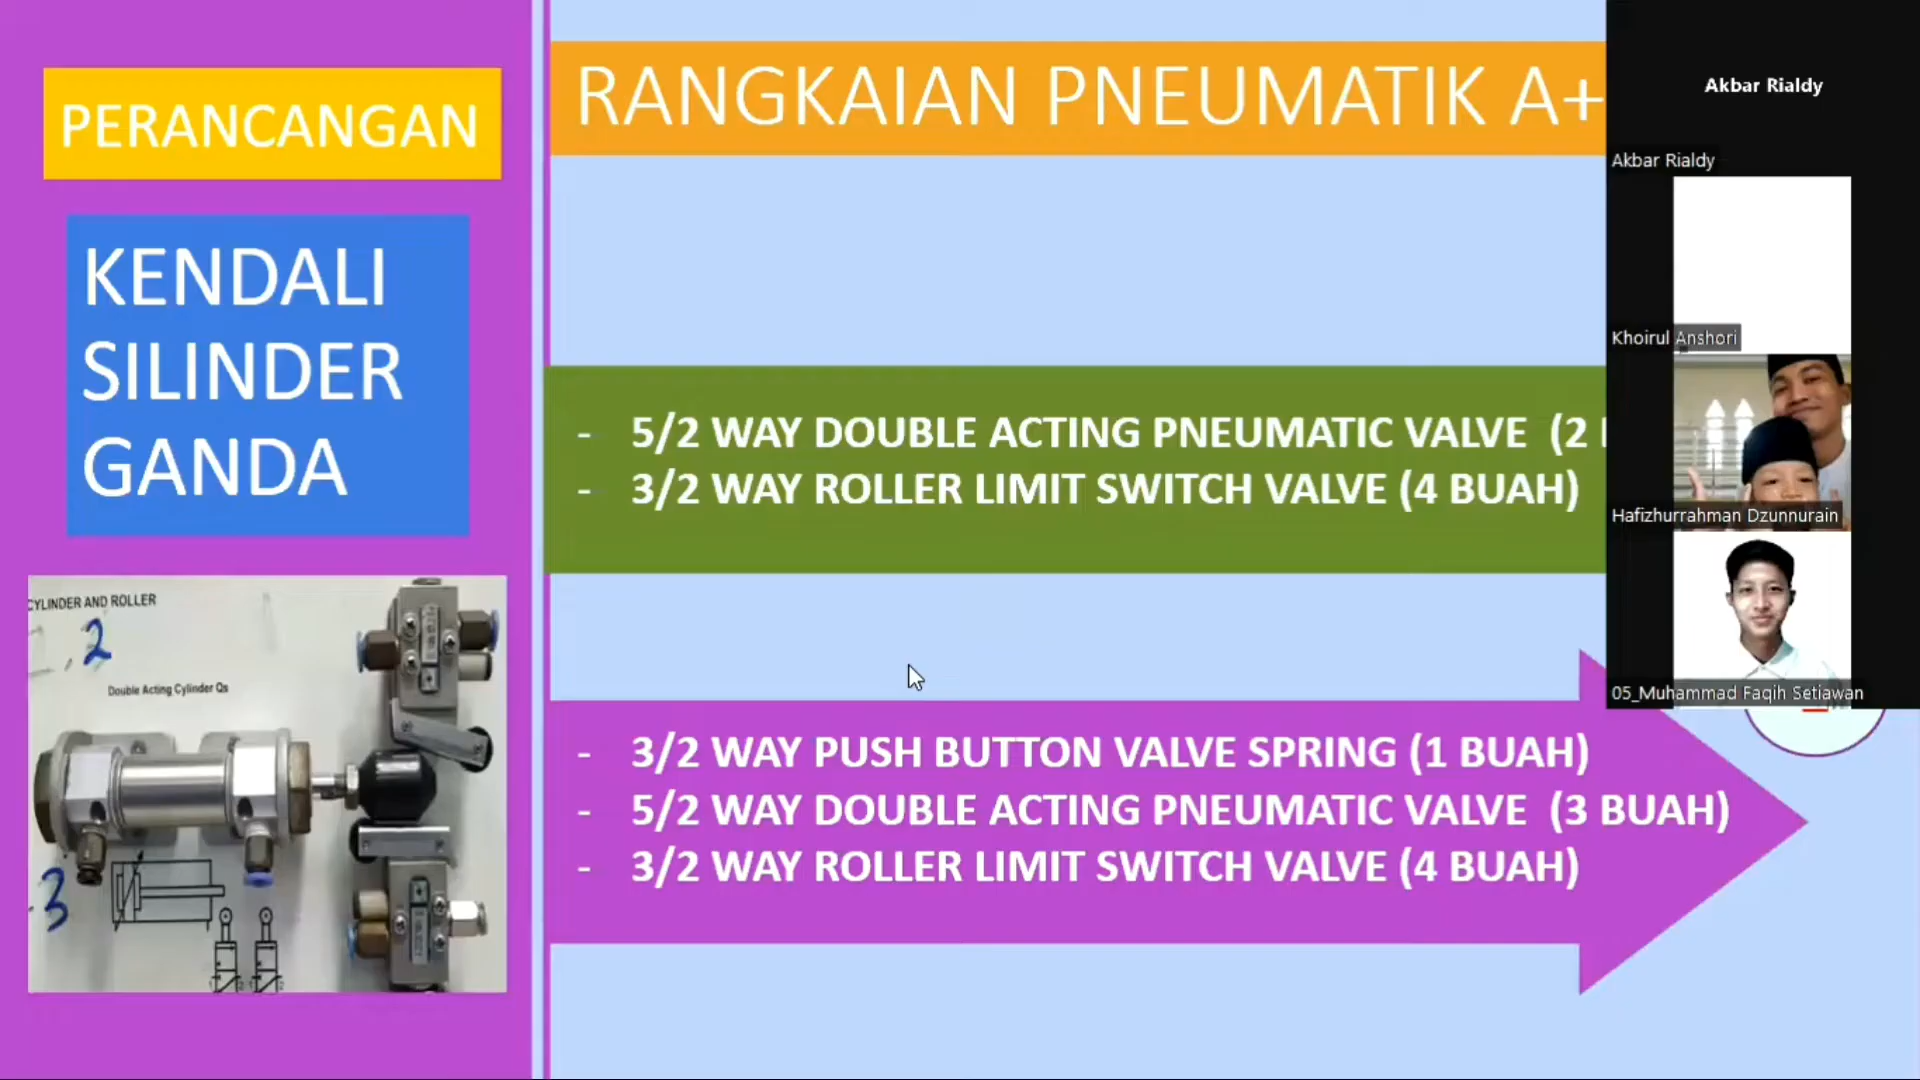 PERANCANGAN
KENDALI
SILINDER
GANDA
CYLINDER AND ROLLER
2
Double Acting Cylinder Qs
3
RANGKAIAN PNEUMATIK A+
- 5/2 WAY DOUBLE ACTING PNEUMATIC VALVE (2
- 3/2 WAY ROLLER LIMIT SWITCH VALVE (4 BUAH)
- 3/2 WAY PUSH BUTTON VALVE SPRING (1 BUAH)
- 5/2 WAY DOUBLE ACTING PNEUMATIC VALVE (3 BUAH)
- 3/2 WAY ROLLER LIMIT SWITCH VALVE (4 BUAH)
Akbar Rialdy
Akbar Rialdy
Khoirul Anshori
Hafizhurrahman Dzunnurain
05_Muhammad Faqih Setiawan